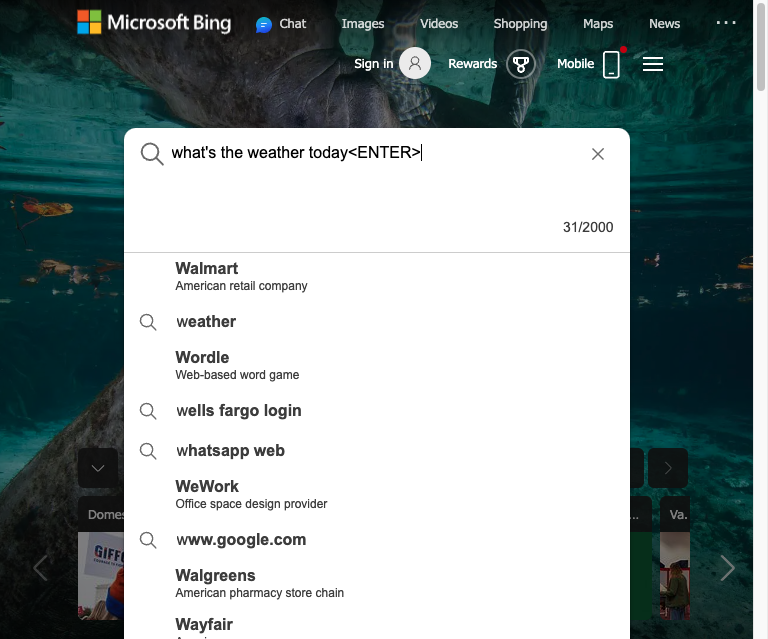 Microsoft Bing
Chat
Images
Videos
Shopping
Maps
News
Sign in
Rewards
Mobile
what's the weather today<ENTER>
31/2000
Walmart
American retail company
weather
Wordle
Web-based word game
wells fargo login
whatsapp web
WeWork
Office space design provider
www.google.com
Walgreens
American pharmacy store chain
Wayfair
Domes
...
Va.
GIFFO